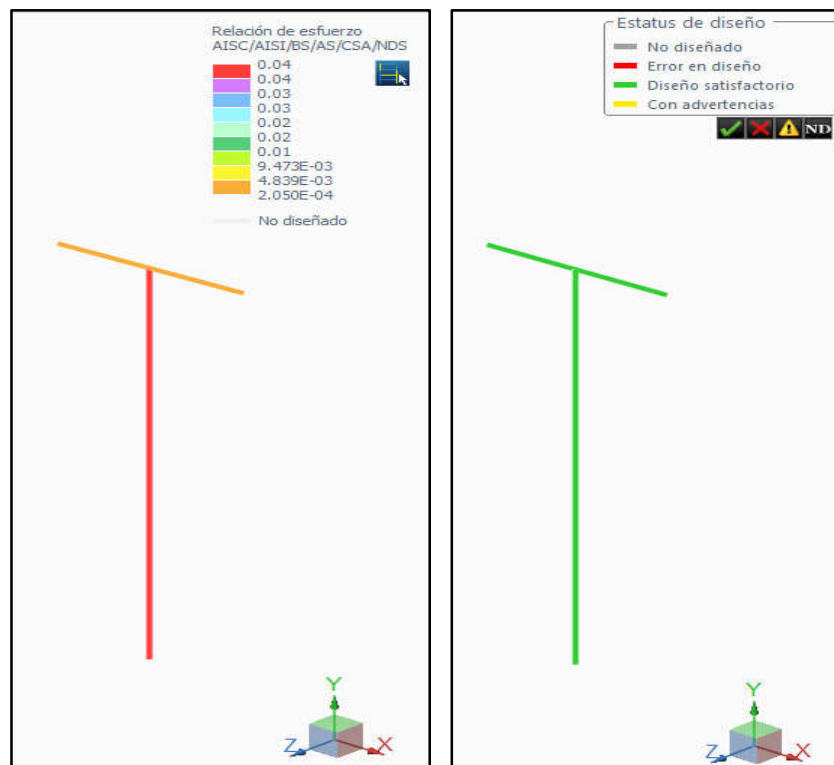 Relación de esfuerzo
AISC/AISI/BS/AS/CSA/NDS
0.04
0.04
0.03
0.03
0.02
0.02
0.01
9.473E-03
4.839E-03
2.050E-04
No diseñado
Y
Z
X
Estatus de diseño
No diseñado
Error en diseño
Diseño satisfactorio
Con advertencias
ND
Y
Z
X